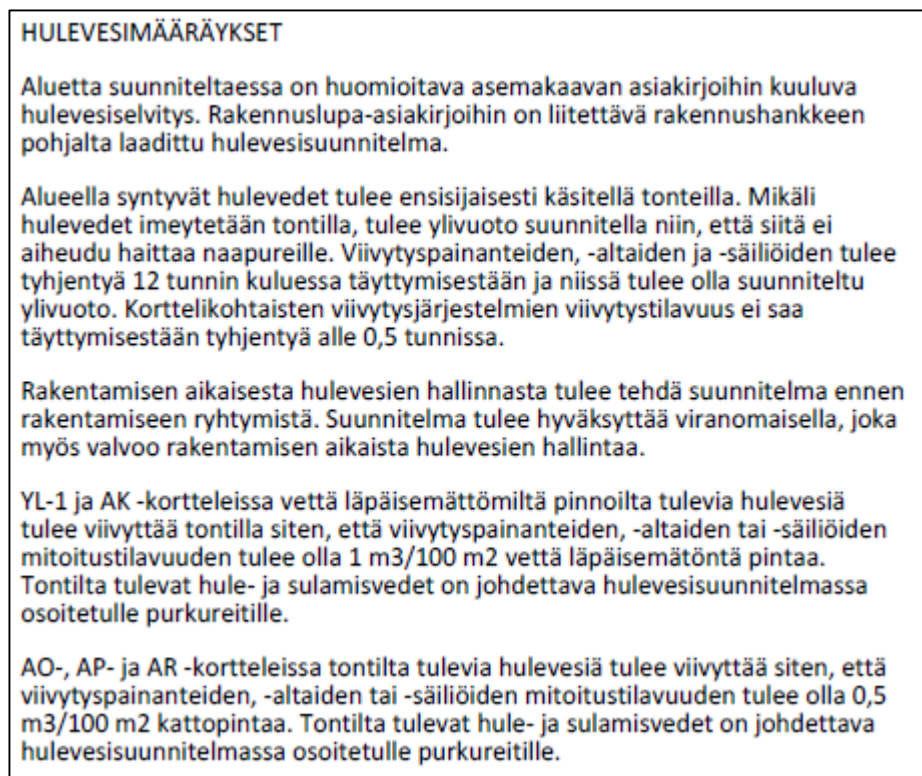 HULEVESIMÄÄRÄYKSET
Aluetta suunniteltaessa on huomioitava asemakaavan asiakirjoihin kuuluva
hulevesiselvitys. Rakennuslupa-asiakirjoihin on liitettävä rakennushankkeen
pohjalta laadittu hulevesisuunnitelma.
Alueella syntyvät hulevedet tulee ensisijaisesti käsitellä tonteilla. Mikäli
hulevedet imeytetään tontilla, tulee ylivuoto suunnitella niin, että siitä ei
aiheudu haittaa naapureille. Viivytyspainanteiden, -altaiden ja -säiliöiden tulee
tyhjentyä 12 tunnin kuluessa täyttymisestään ja niissä tulee olla suunniteltu
ylivuoto. Korttelikohtaisten viivytysjärjestelmien viivytystilavuus ei saa
täyttymisestään tyhjentyä alle 0,5 tunnissa.
Rakentamisen aikaisesta hulevesien hallinnasta tulee tehdä suunnitelma ennen
rakentamiseen ryhtymistä. Suunnitelma tulee hyväksyttää viranomaisella, joka
myös valvoo rakentamisen aikaista hulevesien hallintaa.
YL-1 ja AK -kortteleissa vettä läpäisemättömiltä pinnoilta tulevia hulevesiä
tulee viivyttää tontilla siten, että viivytyspainanteiden, -altaiden tai -säiliöiden
mitoitustilavuuden tulee olla 1 m3/100 m2 vettä läpäisemätöntä pintaa.
Tontilta tulevat hule- ja sulamisvedet on johdettava hulevesisuunnitelmassa
osoitetulle purkureitille.
AO-, AP- ja AR -kortteleissa tontilta tulevia hulevesiä tulee viivyttää siten, että
viivytyspainanteiden, -altaiden tai -säiliöiden mitoitustilavuuden tulee olla 0,5
m3/100 m2 kattopintaa. Tontilta tulevat hule- ja sulamisvedet on johdettava
hulevesisuunnitelmassa osoitetulle purkureitille.